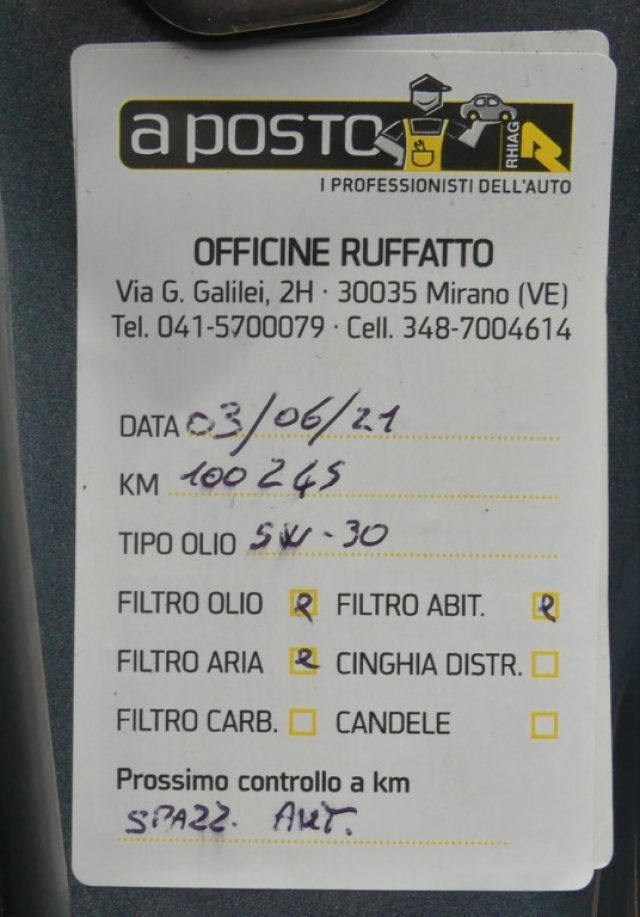 a posto
RHIAG
I PROFESSIONISTI DELL'AUTO
OFFICINE RUFFATTO
Via G. Galilei, 2H · 30035 Mirano (VE)
Tel. 041-5700079 · Cell. 348-7004614
DATA 03/06/21
KM 100245
TIPO OLIO 5W-30
FILTRO OLIO FILTRO ABIT.
FILTRO ARIA CINGHIA DISTR.
FILTRO CARB. CANDELE
Prossimo controllo a km
SPAZZ. ANT.